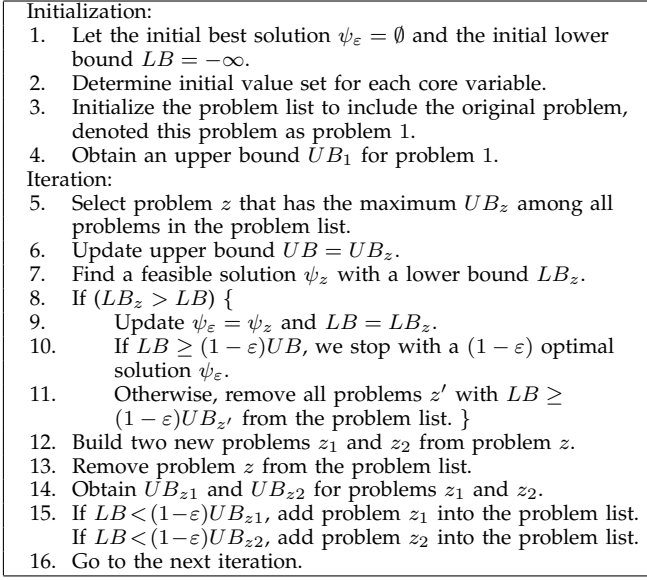 Initialization:
1. Let the initial best solution ψ_ε = ∅ and the initial lower
bound LB = −∞.
2. Determine initial value set for each core variable.
3. Initialize the problem list to include the original problem,
denoted this problem as problem 1.
4. Obtain an upper bound UB_1 for problem 1.
Iteration:
5. Select problem z that has the maximum UB_z among all
problems in the problem list.
6. Update upper bound UB = UB_z.
7. Find a feasible solution ψ_z with a lower bound LB_z.
8. If (LB_z > LB) {
9. Update ψ_ε = ψ_z and LB = LB_z.
10. If LB ≥ (1 − ε)UB, we stop with a (1 − ε) optimal
solution ψ_ε.
11. Otherwise, remove all problems z′ with LB ≥
(1 − ε)UB_z′ from the problem list. }
12. Build two new problems z_1 and z_2 from problem z.
13. Remove problem z from the problem list.
14. Obtain UB_z1 and UB_z2 for problems z_1 and z_2.
15. If LB<(1−ε)UB_z1, add problem z_1 into the problem list.
If LB<(1−ε)UB_z2, add problem z_2 into the problem list.
16. Go to the next iteration.